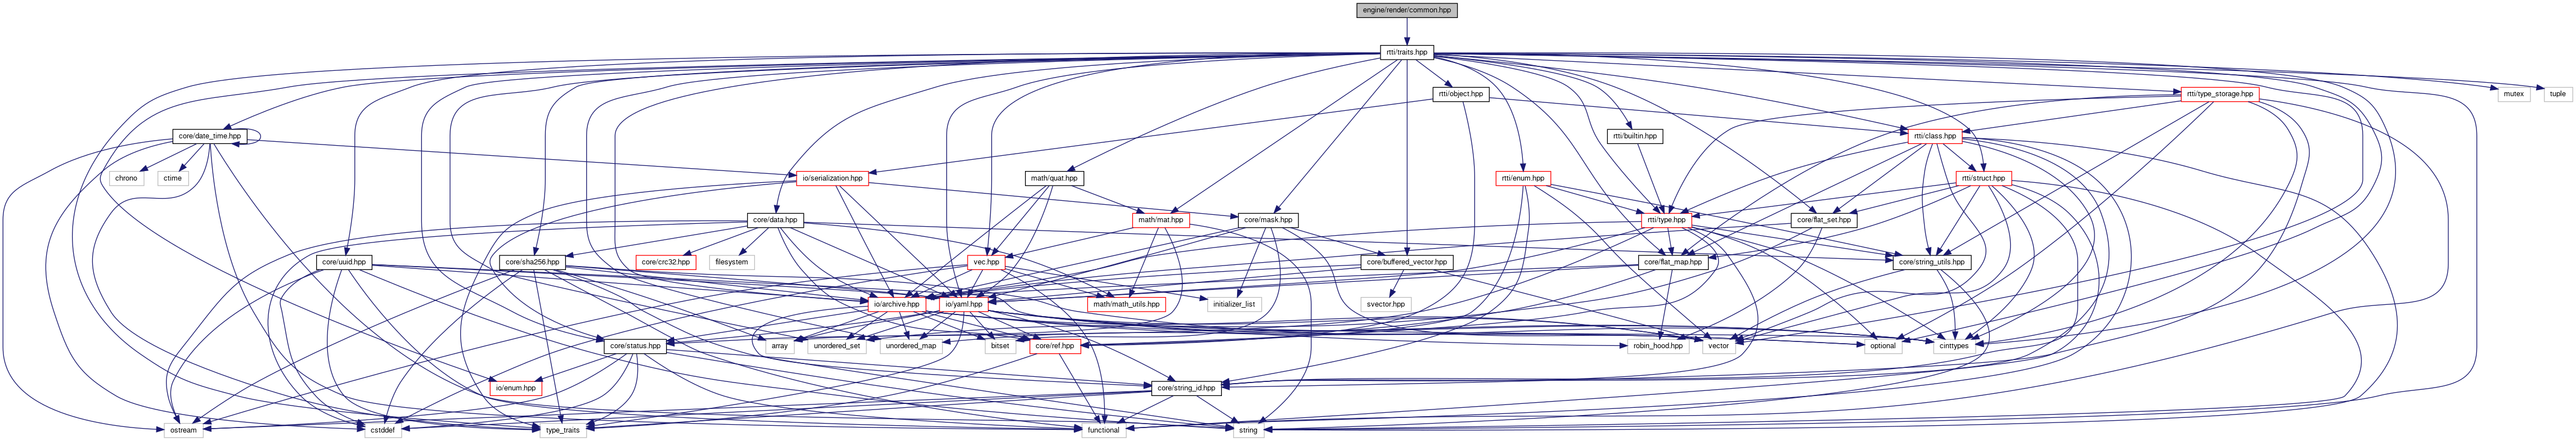 engine/render/common.hpp
rtti/traits.hpp
rtti/object.hpp
rtti/type_storage.hpp
mutex
tuple
core/date_time.hpp
rtti/builtin.hpp
rtti/class.hpp
chrono
ctime
io/serialization.hpp
math/quat.hpp
rtti/enum.hpp
rtti/struct.hpp
core/data.hpp
math/mat.hpp
core/mask.hpp
rtti/type.hpp
core/flat_set.hpp
core/uuid.hpp
core/sha256.hpp
core/crc32.hpp
filesystem
vec.hpp
core/buffered_vector.hpp
core/flat_map.hpp
core/string_utils.hpp
io/archive.hpp
io/yaml.hpp
math/math_utils.hpp
initializer_list
svector.hpp
core/status.hpp
array
unordered_set
unordered_map
bitset
core/ref.hpp
robin_hood.hpp
vector
optional
cinttypes
io/enum.hpp
core/string_id.hpp
ostream
cstddef
type_traits
functional
string